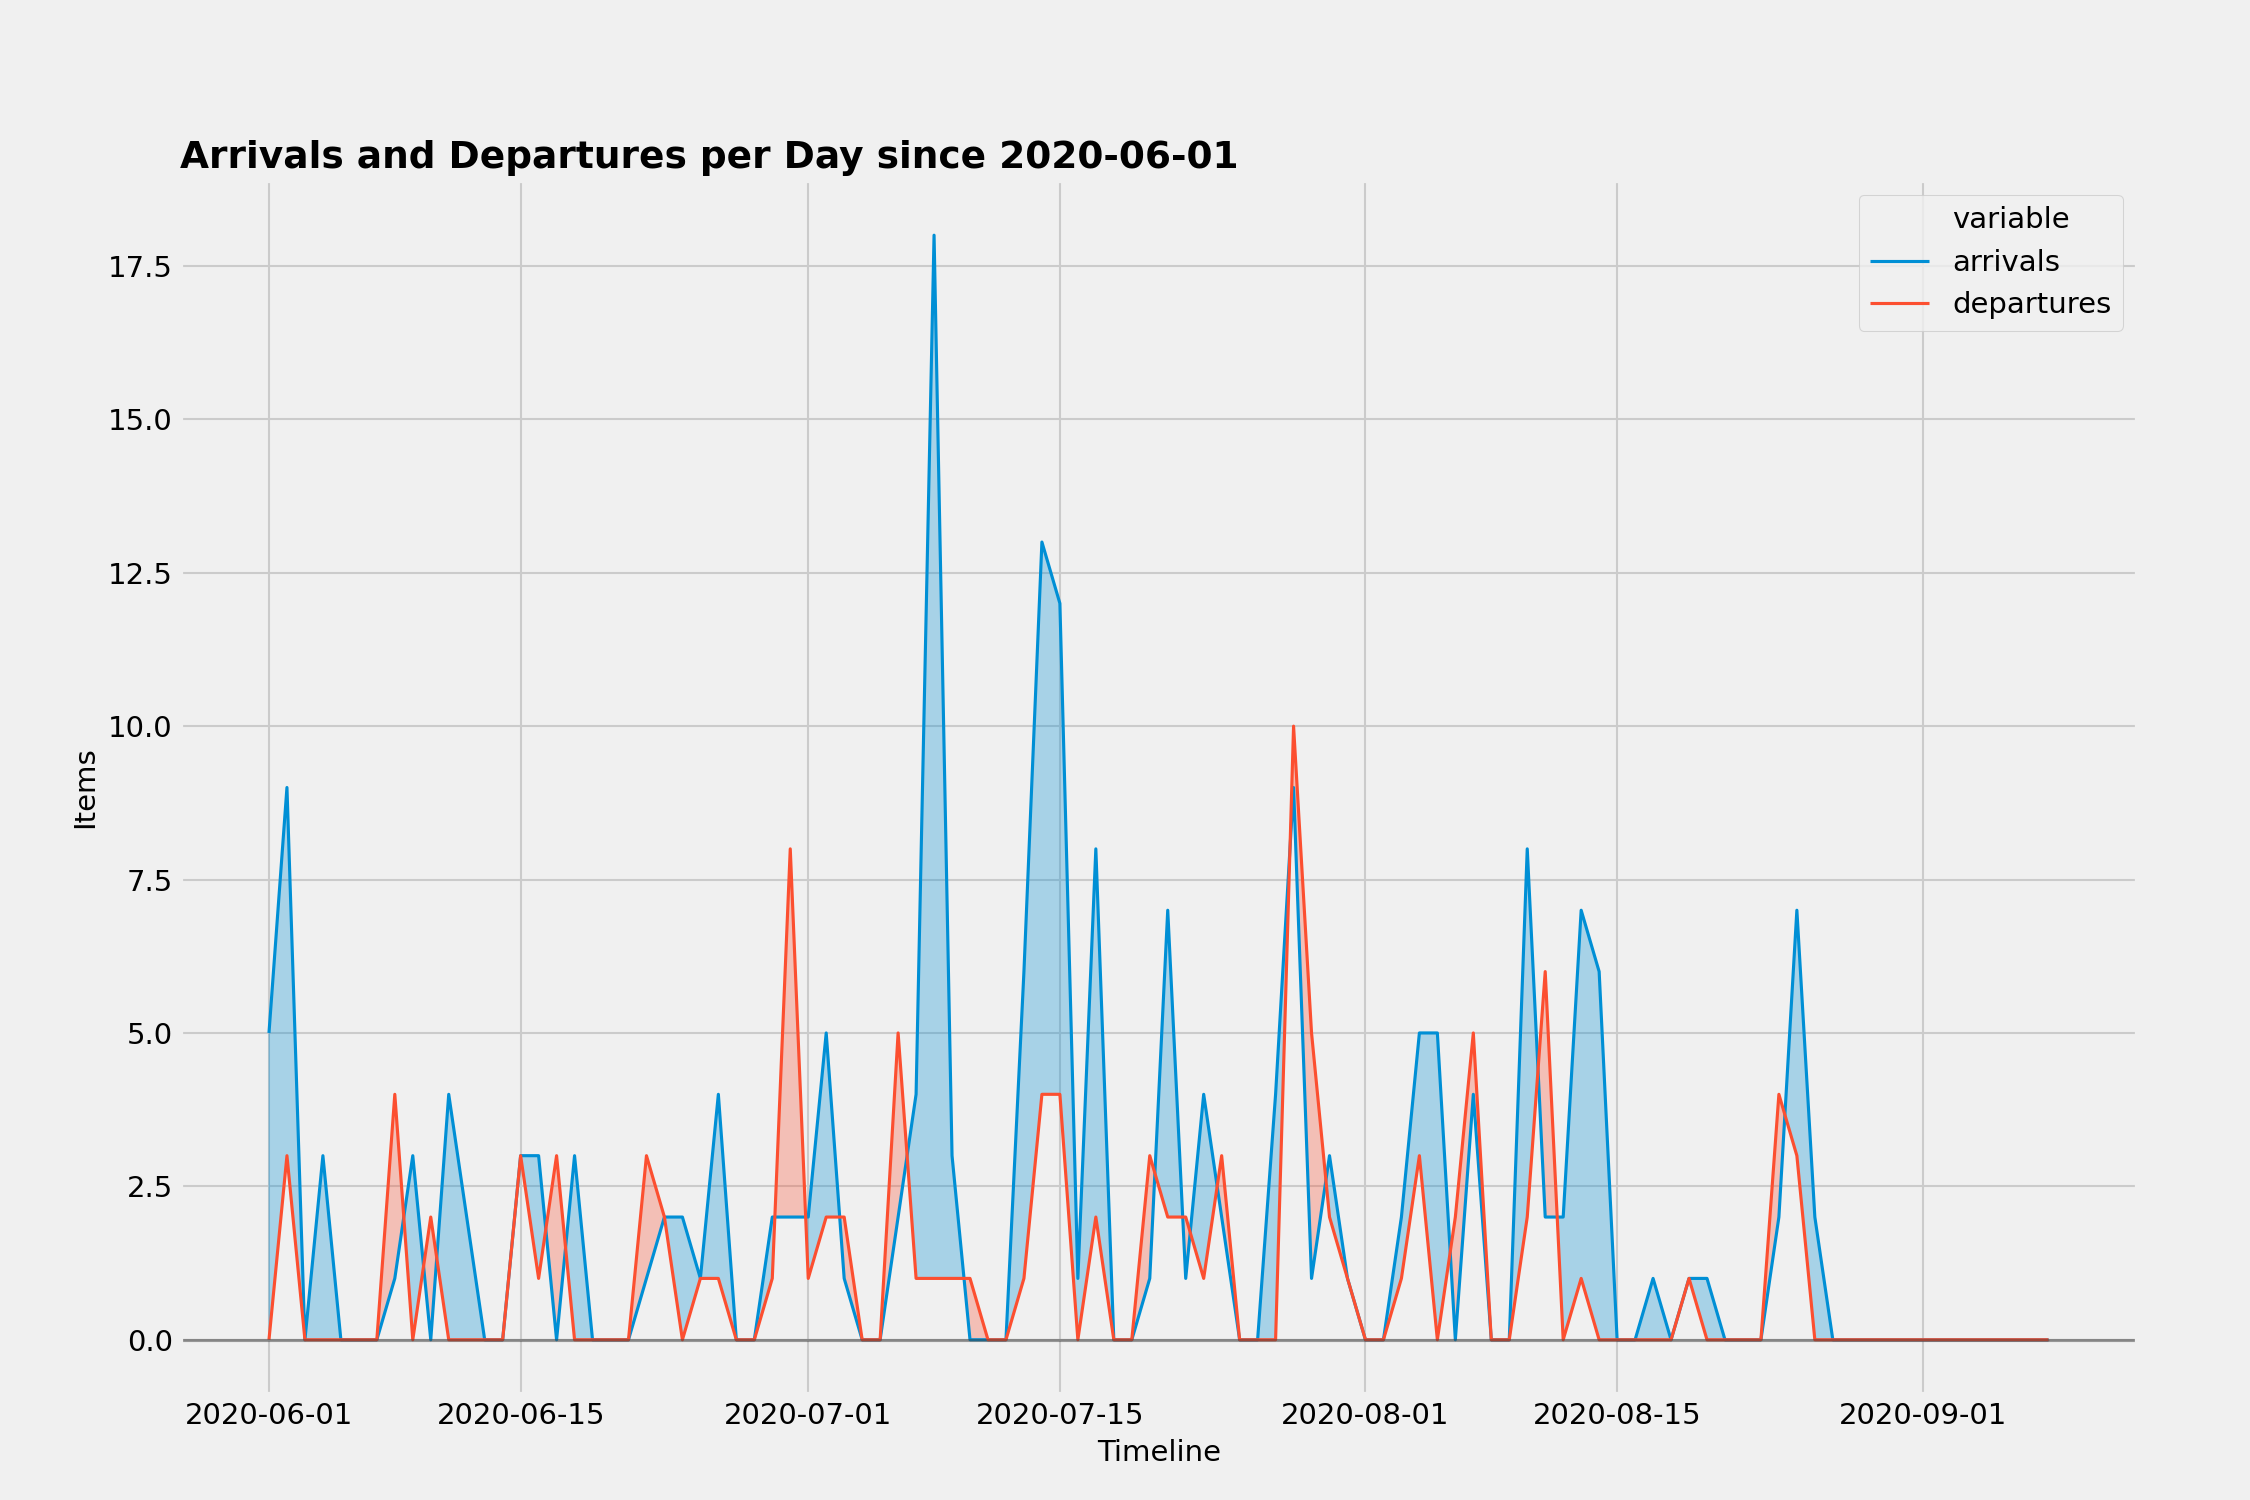 Arrivals and Departures per Day since 2020-06-01
variable
arrivals
departures
17.5
15.0
12.5
10.0
7.5
5.0
2.5
0.0
Items
2020-06-01 2020-06-15 2020-07-01 2020-07-15 2020-08-01 2020-08-15 2020-09-01
Timeline